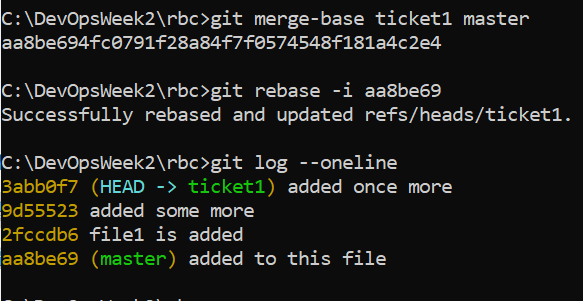 C:\DevOpsWeek2\rbc>git merge-base ticket1 master
aa8be694fc0791f28a84f7f0574548f181a4c2e4
C:\DevOpsWeek2\rbc>git rebase -i aa8be69
Successfully rebased and updated refs/heads/ticket1.
C:\DevOpsWeek2\rbc>git log --oneline
3abb0f7 (HEAD -> ticket1) added once more
9d55523 added some more
2fccdb6 file1 is added
aa8be69 (master) added to this file